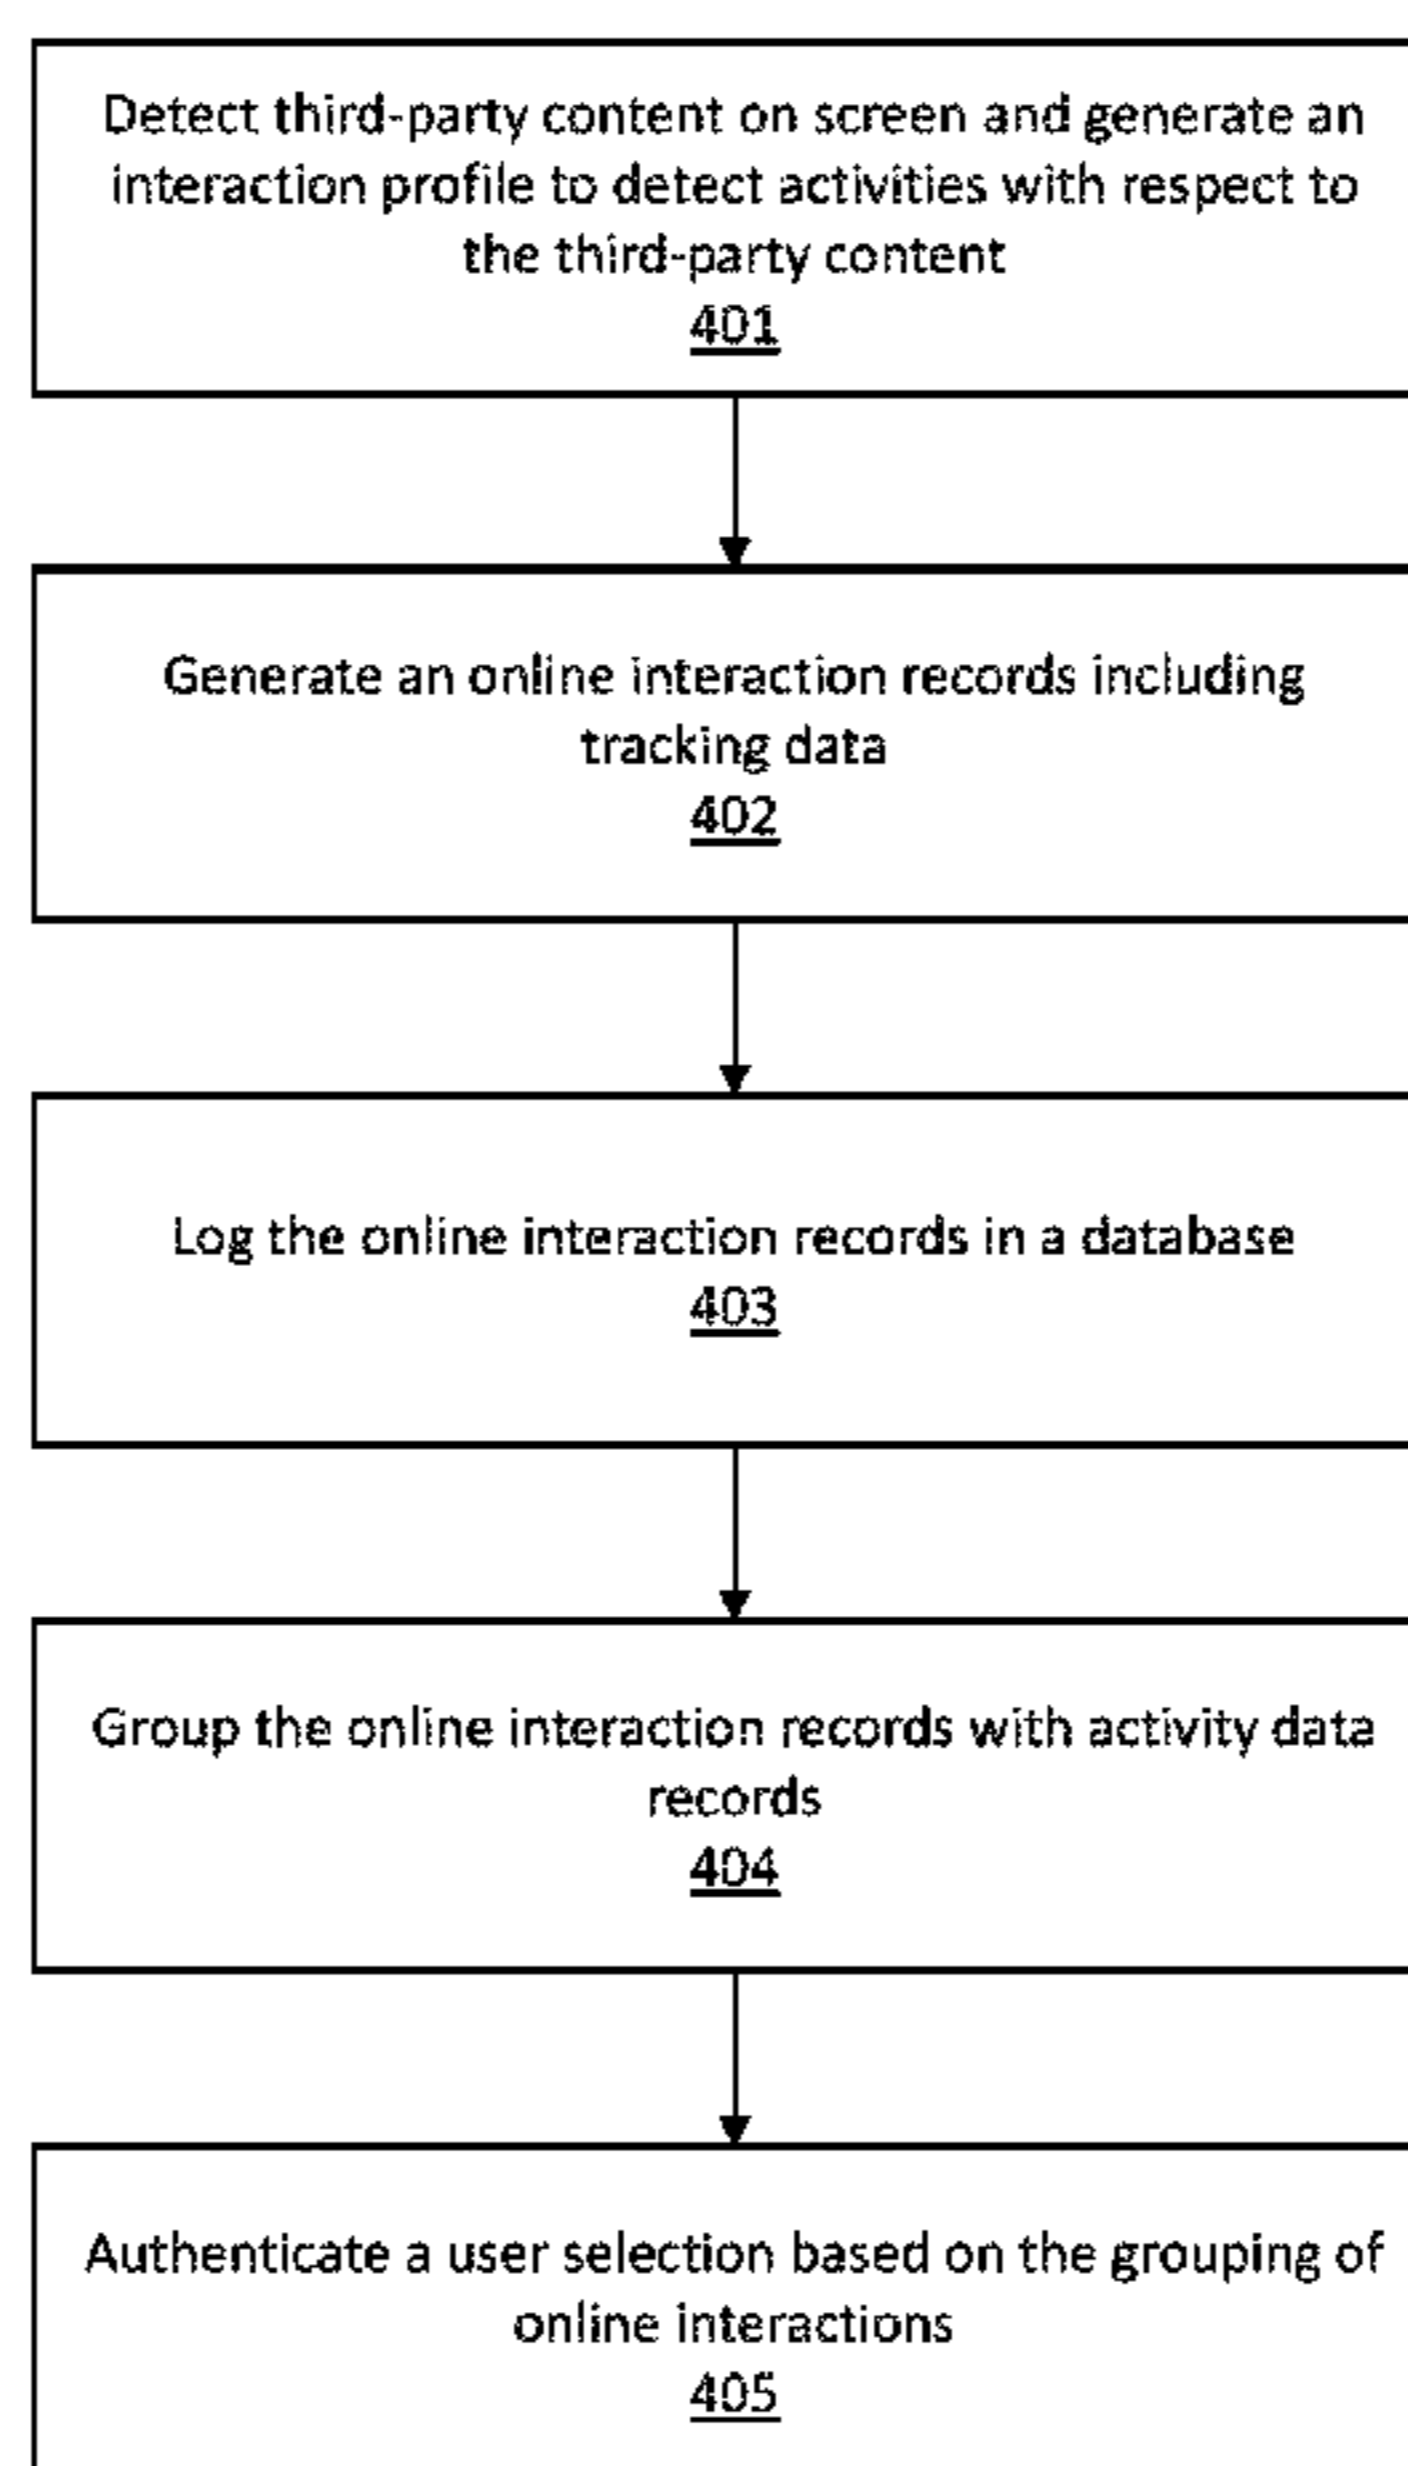 Detect third-party content on screen and generate an
interaction profile to detect activities with respect to
the third-party content
401
Generate an online interaction records including
tracking data
402
Log the online interaction records in a database
403
Group the online interaction records with activity data
records
404
Authenticate a user selection based on the grouping of
online interactions
405